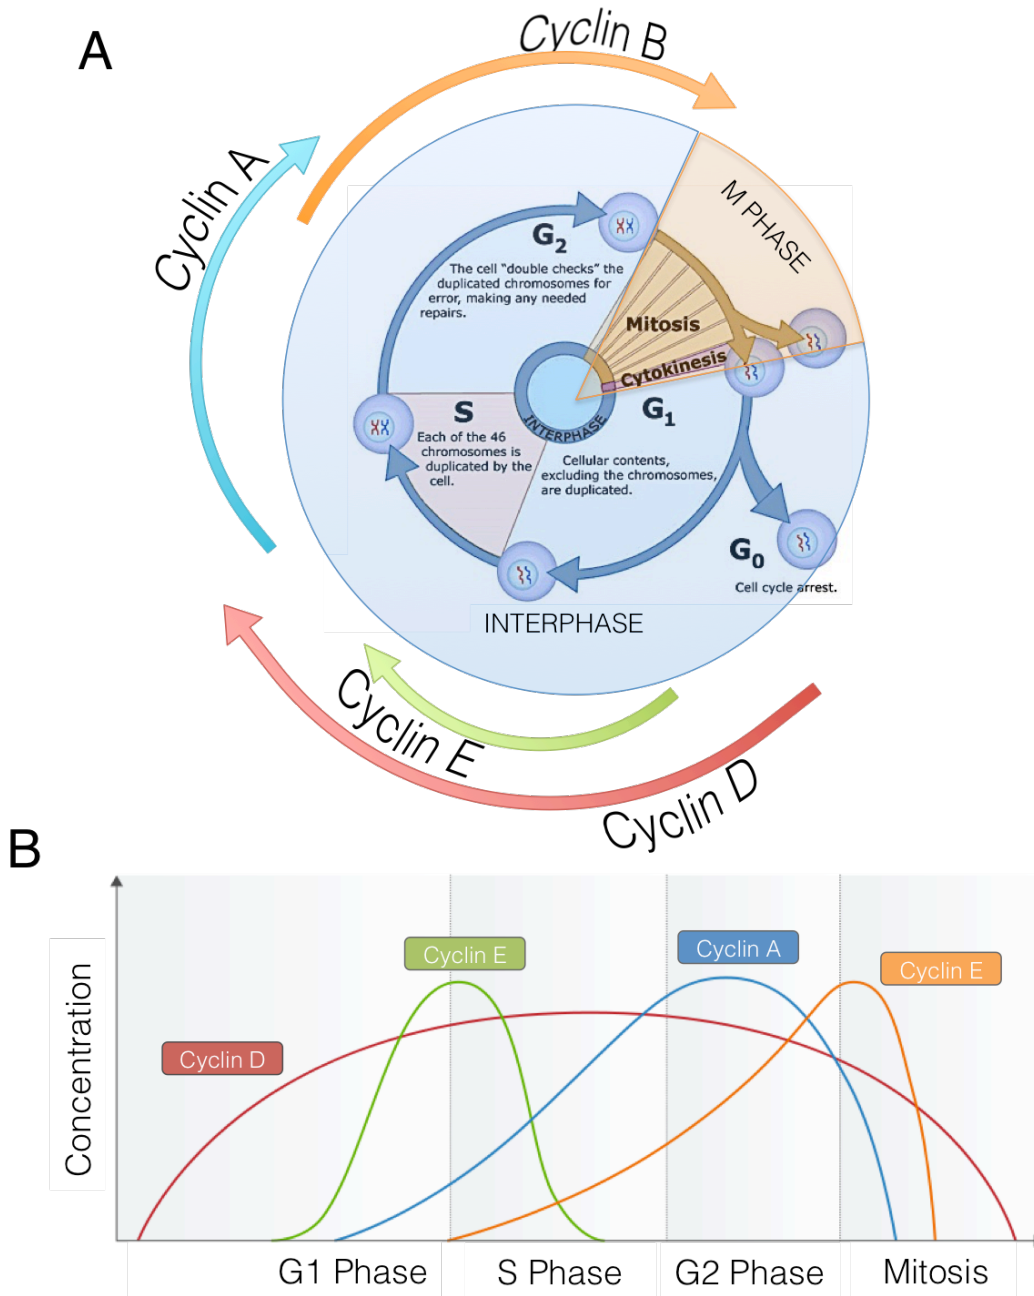 A
Cyclin B
Cyclin A
M PHASE
G2
The cell “double checks” the
duplicated chromosomes for
error, making any needed
repairs.
Mitosis
Cytokinesis
S
Each of the 46
chromosomes is
duplicated by the
cell.
INTERPHASE
G1
Cellular contents,
excluding the chromosomes,
are duplicated.
G0
Cell cycle arrest.
INTERPHASE
Cyclin E
Cyclin D
B
Concentration
Cyclin E
Cyclin A
Cyclin E
Cyclin D
G1 Phase
S Phase
G2 Phase
Mitosis